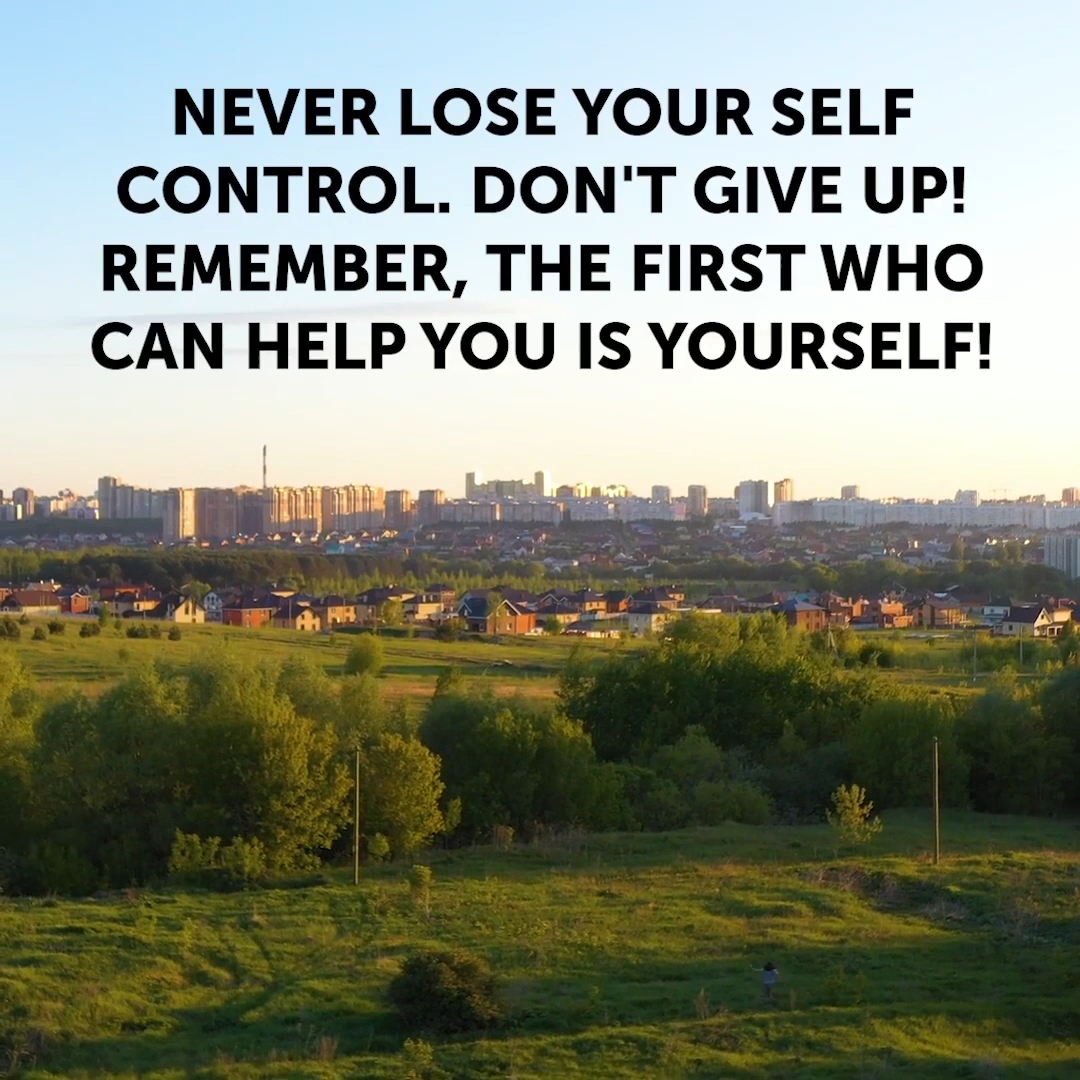 NEVER LOSE YOUR SELF
CONTROL. DON'T GIVE UP!
REMEMBER, THE FIRST WHO
CAN HELP YOU IS YOURSELF!